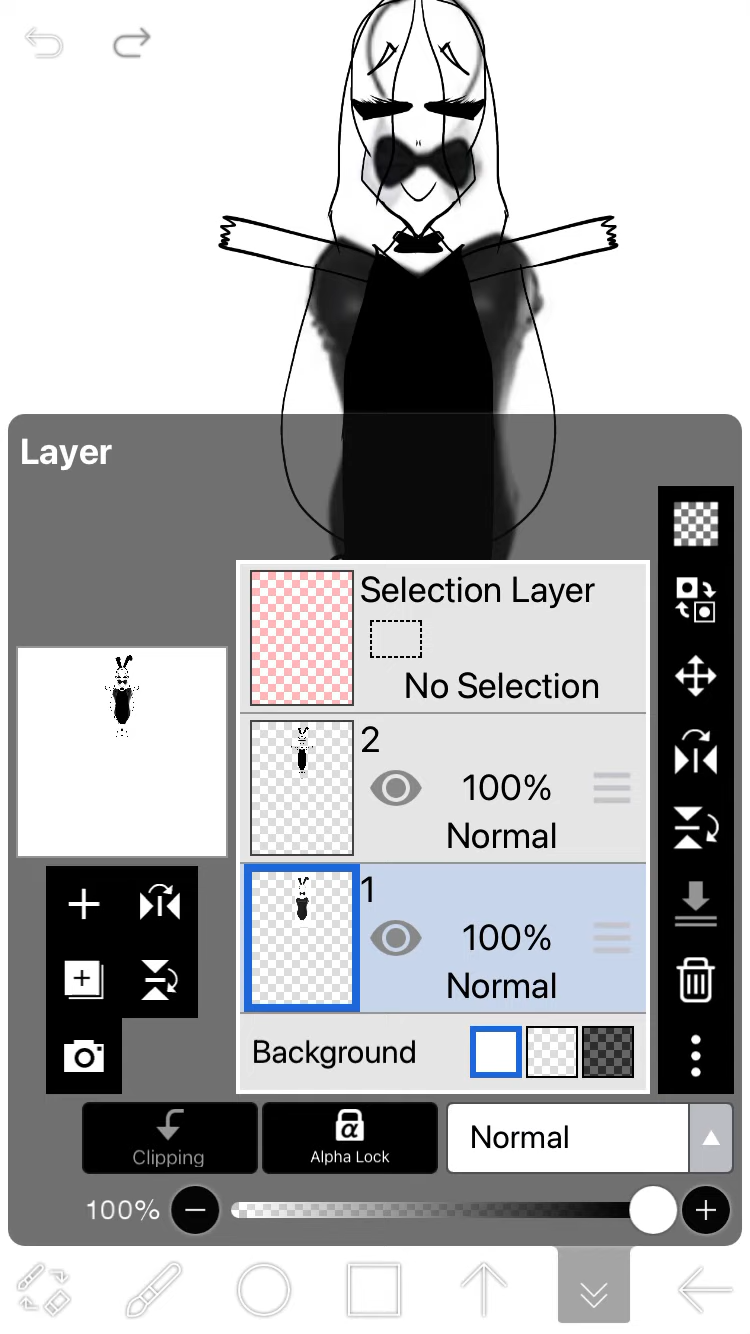 Layer
Selection Layer
No Selection
2
100%
Normal
1
100%
Normal
Background
Clipping
α
Alpha Lock
Normal
100%